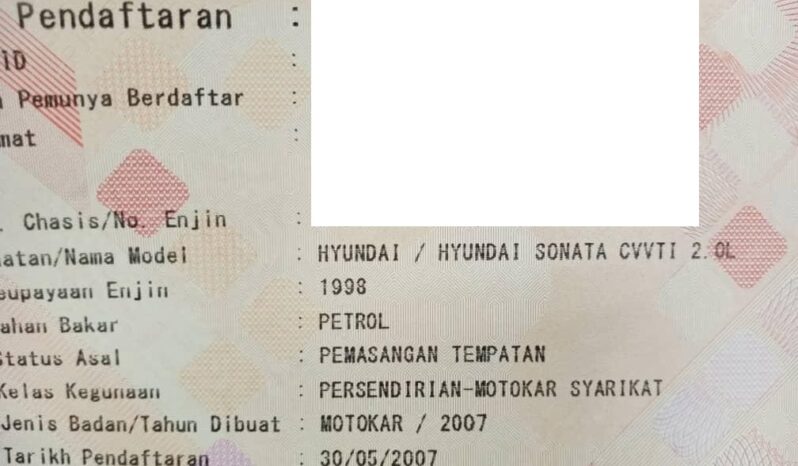 Pendaftaran :
iD :
Pemunya Berdaftar :
mat :
. Chasis/No. Enjin :
atan/Nama Model : HYUNDAI / HYUNDAI SONATA CVVTI 2.0L
eupayaan Enjin : 1998
ahan Bakar : PETROL
Status Asal : PEMASANGAN TEMPATAN
Kelas Kegunaan : PERSENDIRIAN-MOTOKAR SYARIKAT
Jenis Badan/Tahun Dibuat : MOTOKAR / 2007
Tarikh Pendaftaran : 30/05/2007